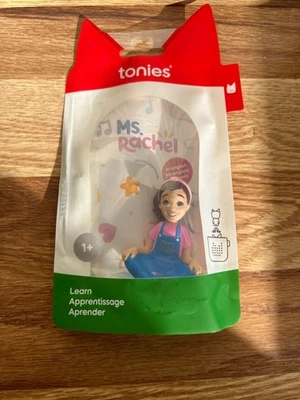 tonies®
Ms.
Rachel
1+
Learn
Apprentissage
Aprender